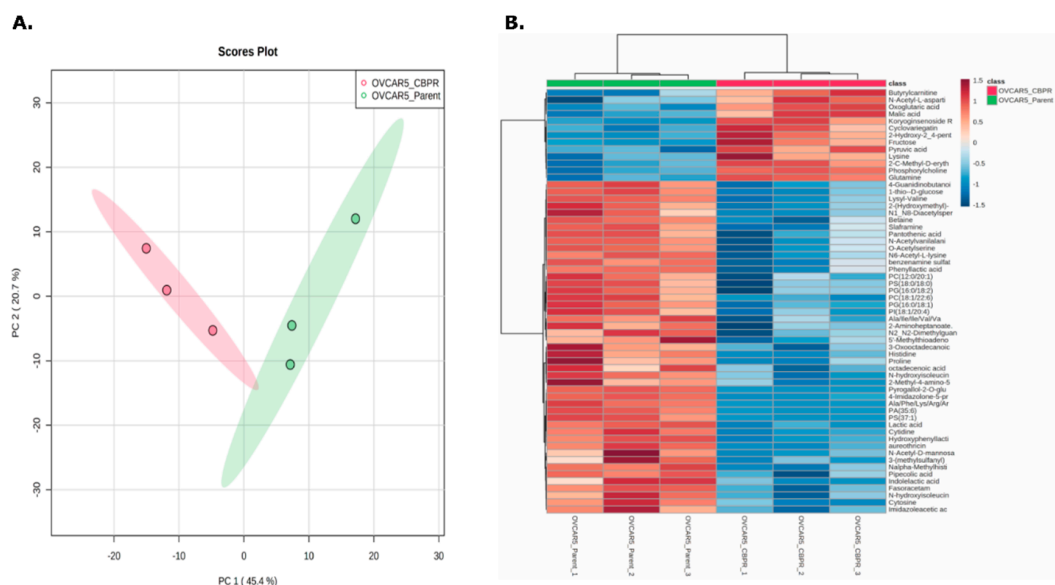 A.
B.
Scores Plot
OVCAR5_CBPR
OVCAR5_Parent
30
20
10
0
-10
-20
-30
PC 2 ( 20.7 %)
-20
-10
0
10
20
30
PC 1 ( 45.4 %)
class
Butyrylcarnitine
N-Acetyl-L-asparti
Oxoglutaric acid
Malic acid
Koryoginsenoside R
Cyclovariegatin
2-Hydroxy-2_4-pent
Fructose
Pyruvic acid
Lysine
2-C-Methyl-D-eryth
Phosphorylcholine
Glutamine
4-Guanidinobutanoi
1-thio--D-glucose
Lysyl-Valine
2-(Hydroxymethyl)-
N1_N8-Diacetylsper
Betaine
Slaframine
Pantothenic acid
N-Acetylvanilalani
O-Acetylserine
N6-Acetyl-L-lysine
benzenamine sulfat
Phenyllactic acid
PC(12:0/20:1)
PS(18:0/18:0)
PG(16:0/18:2)
PC(18:1/22:6)
PG(16:0/18:1)
PI(18:1/20:4)
Ala/Ile/Ile/Val/Va
2-Aminoheptanoate.
N2_N2-Dimethylguan
5'-Methylthioadeno
3-Oxooctadecanoic
Histidine
Proline
octadecenoic acid
N-hydroxyisoleucin
2-Methyl-4-amino-5
Pyrogallol-2-O-glu
4-Imidazolone-5-pr
Ala/Phe/Lys/Arg/Ar
PA(35:6)
PS(37:1)
Lactic acid
Cytidine
Hydroxyphenyllacti
aureothricin
N-Acetyl-D-mannosa
3-(methylsulfanyl)
Nalpha-Methylhisti
Pipecolic acid
Indolelactic acid
Fasoracetam
N-hydroxyisoleucin
Cytosine
Imidazoleacetic ac
1.5
1
0.5
0
-0.5
-1
-1.5
class
OVCAR5_CBPR
OVCAR5_Parent
OVCAR5_Parent_1
OVCAR5_Parent_2
OVCAR5_Parent_3
OVCAR5_CBPR_1
OVCAR5_CBPR_2
OVCAR5_CBPR_3